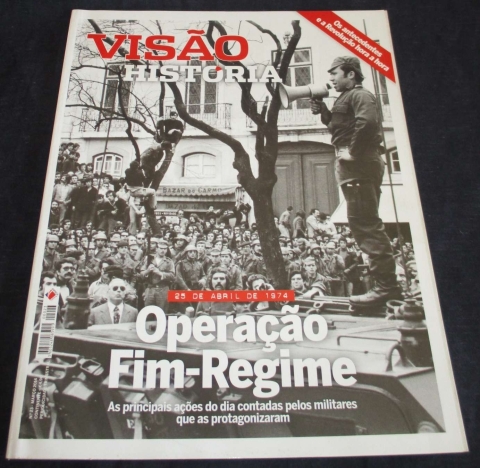 VISÃO
HISTÓRIA
Os antecedentes
e a Revolução hora a hora
BAZAR do CARMO
25 DE ABRIL DE 1974
Operação
Fim-Regime
As principais ações do dia contadas pelos militares
que as protagonizaram